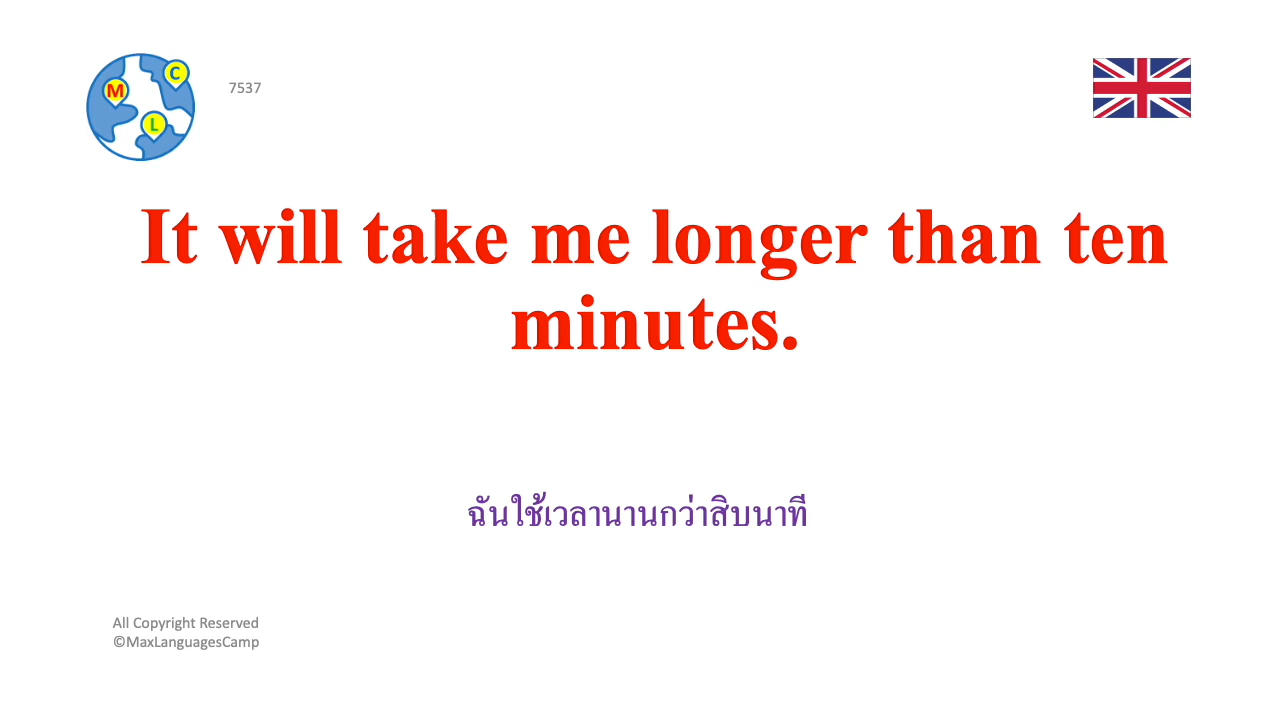 C
M
L
7537
It will take me longer than ten
minutes.
ฉันใช้เวลานานกว่าสิบนาที
All Copyright Reserved
©MaxLanguagesCamp